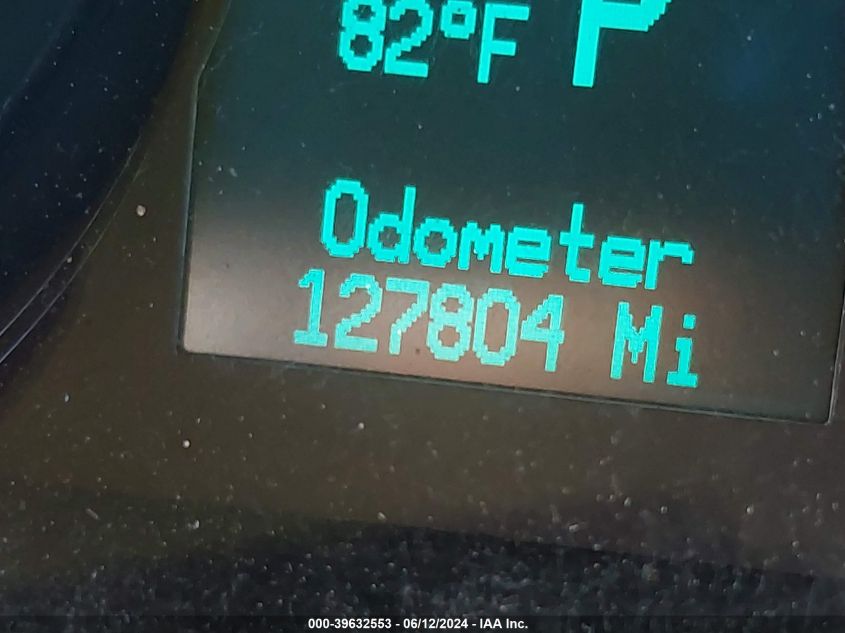 82°F P
Odometer
127804 Mi
000-39632553 - 06/12/2024 - IAA Inc.